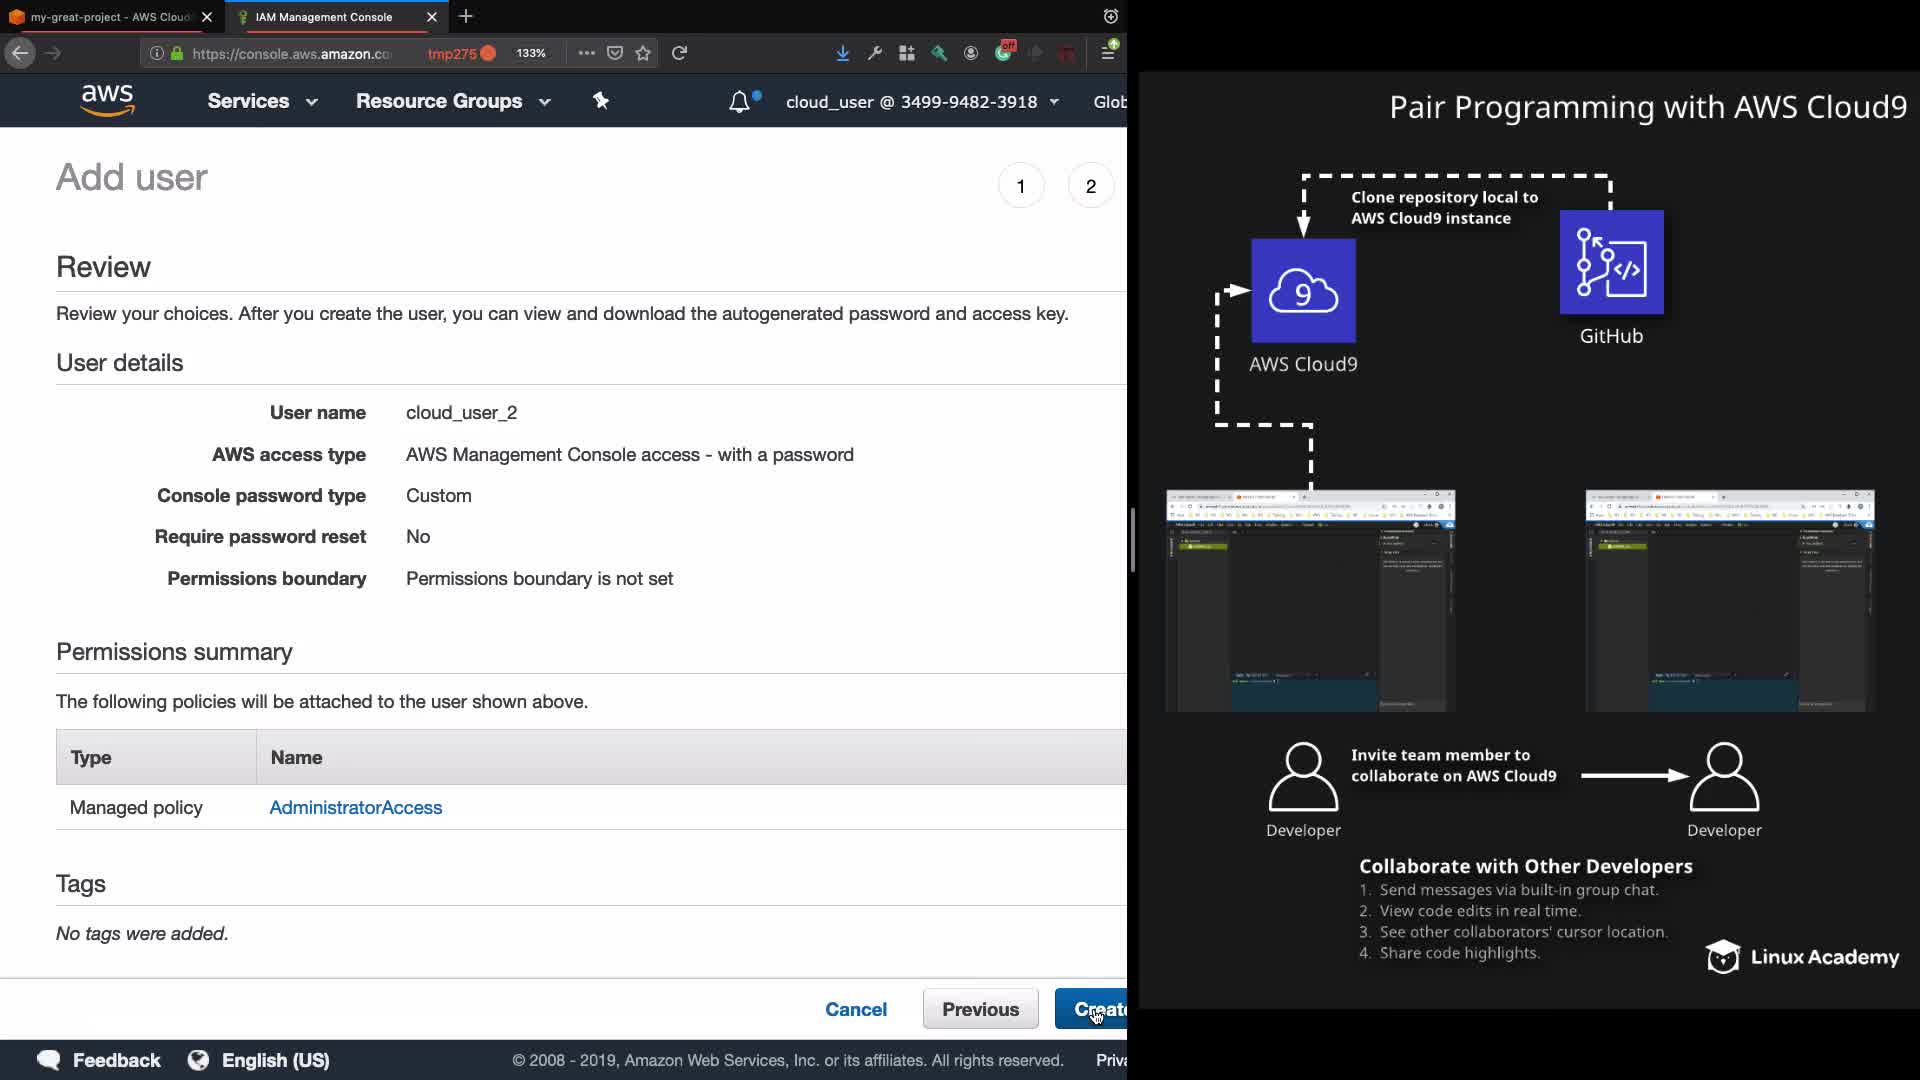 my-great-project - AWS Cloud
IAM Management Console
https://console.aws.amazon.co
tmp275
133%
off
aws
Services
Resource Groups
cloud_user @ 3499-9482-3918
Glob
Add user
1
2
Review
Review your choices. After you create the user, you can view and download the autogenerated password and access key.
User details
User name cloud_user_2
AWS access type AWS Management Console access - with a password
Console password type Custom
Require password reset No
Permissions boundary Permissions boundary is not set
Permissions summary
The following policies will be attached to the user shown above.
Type Name
Managed policy AdministratorAccess
Tags
No tags were added.
Cancel
Previous
Create
Feedback
English (US)
© 2008 - 2019, Amazon Web Services, Inc. or its affiliates. All rights reserved.
Priva
Pair Programming with AWS Cloud9
Clone repository local to
AWS Cloud9 instance
9
AWS Cloud9
GitHub
Invite team member to
collaborate on AWS Cloud9
Developer
Developer
Collaborate with Other Developers
1. Send messages via built-in group chat.
2. View code edits in real time.
3. See other collaborators' cursor location.
4. Share code highlights.
Linux Academy